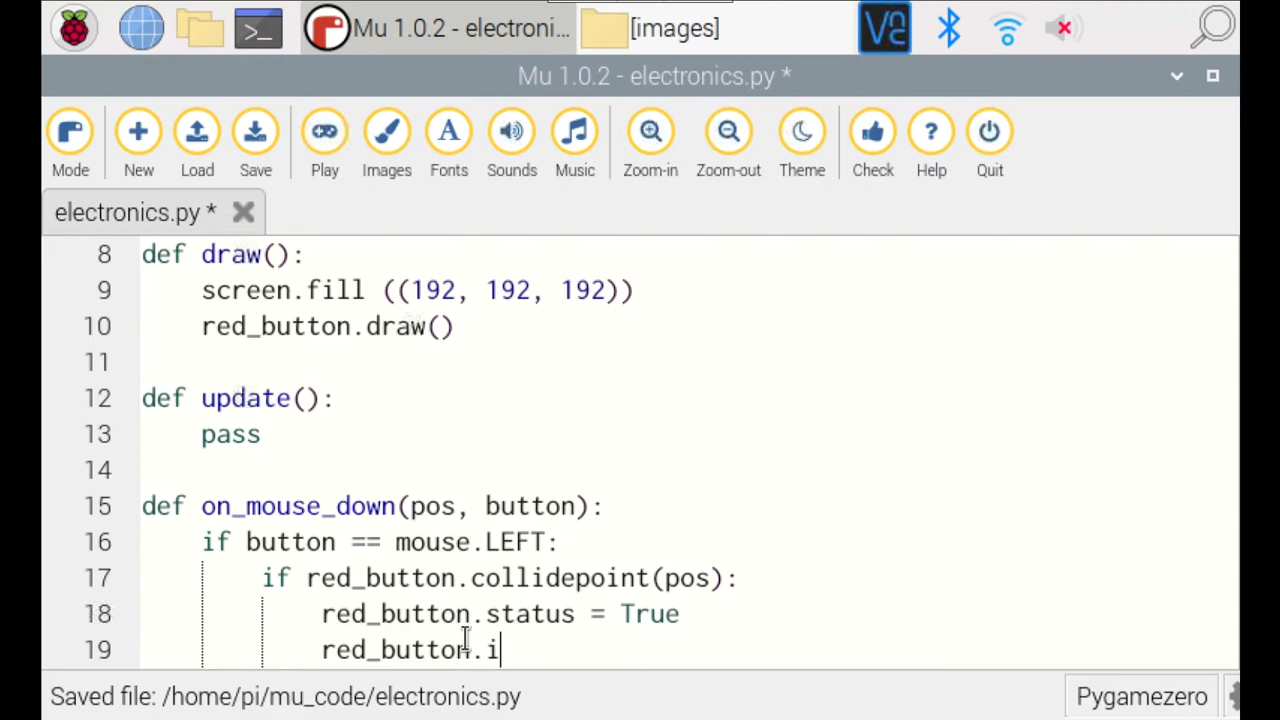 Mu 1.0.2 - electroni...
[images]
Mu 1.0.2 - electronics.py *
Mode New Load Save Play Images Fonts Sounds Music Zoom-in Zoom-out Theme Check Help Quit
electronics.py *
8 def draw():
9 screen.fill ((192, 192, 192))
10 red_button.draw()
11
12 def update():
13 pass
14
15 def on_mouse_down(pos, button):
16 if button == mouse.LEFT:
17 if red_button.collidepoint(pos):
18 red_button.status = True
19 red_button.i
Saved file: /home/pi/mu_code/electronics.py
Pygamezero